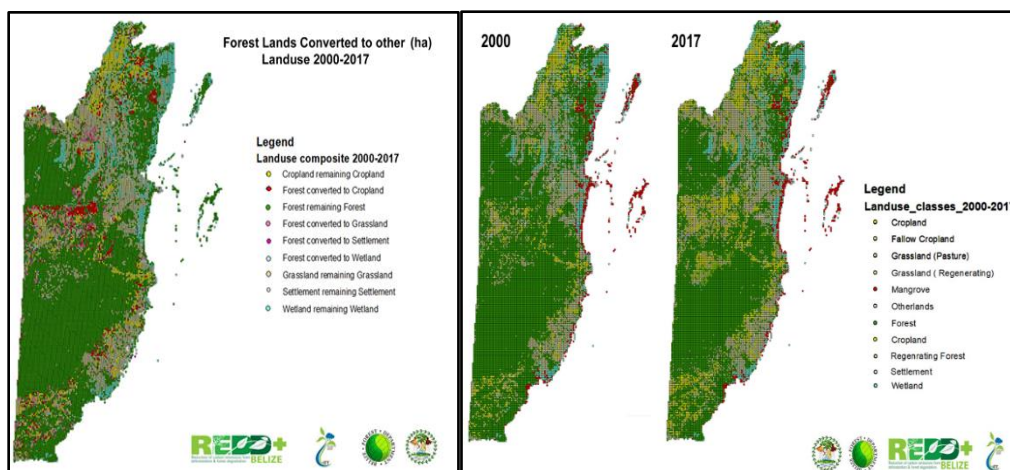 Forest Lands Converted to other (ha)
Landuse 2000-2017
Legend
Landuse composite 2000-2017
Cropland remaining Cropland
Forest converted to Cropland
Forest remaining Forest
Forest converted to Grassland
Forest converted to Settlement
Forest converted to Wetland
Grassland remaining Grassland
Settlement remaining Settlement
Wetland remaining Wetland
REDD+
BELIZE
2000
2017
Legend
Landuse_classes_2000-2017
Cropland
Fallow Cropland
Grassland (Pasture)
Grassland ( Regenerating)
Mangrove
Otherlands
Forest
Cropland
Regenrating Forest
Settlement
Wetland
REDD+
BELIZE